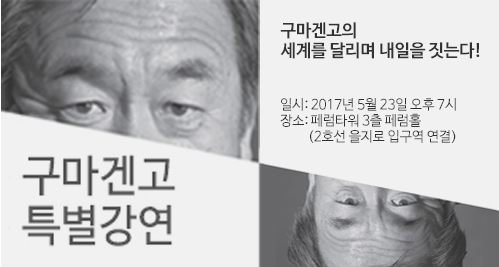 구마겐고의
세계를 달리며 내일을 짓는다!
일시: 2017년 5월 23일 오후 7시
장소: 페럼타워 3층 페럼홀
(2호선 을지로 입구역 연결)
구마겐고
특별강연